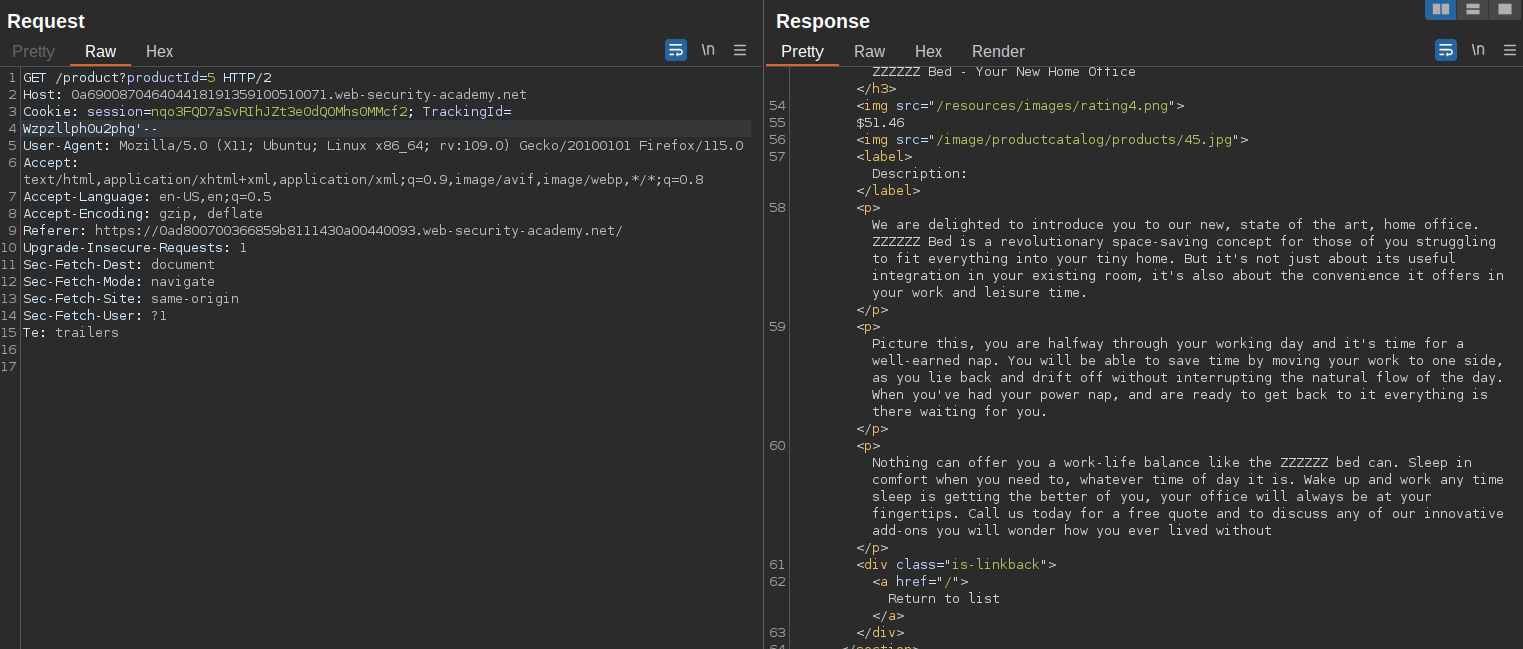 Request
Pretty Raw Hex
\n
1 GET /product?productId=5 HTTP/2
2 Host: 0a690087046404418191359100510071.web-security-academy.net
3 Cookie: session=nqo3FQD7aSvRIhJZt3e0dQOMhsOMMcf2; TrackingId=
4 Wzpzllph0u2phg'--
5 User-Agent: Mozilla/5.0 (X11; Ubuntu; Linux x86_64; rv:109.0) Gecko/20100101 Firefox/115.0
6 Accept:
text/html,application/xhtml+xml,application/xml;q=0.9,image/avif,image/webp,*/*;q=0.8
7 Accept-Language: en-US,en;q=0.5
8 Accept-Encoding: gzip, deflate
9 Referer: https://0ad800700366859b8111430a00440093.web-security-academy.net/
10 Upgrade-Insecure-Requests: 1
11 Sec-Fetch-Dest: document
12 Sec-Fetch-Mode: navigate
13 Sec-Fetch-Site: same-origin
14 Sec-Fetch-User: ?1
15 Te: trailers
16
17
Response
Pretty Raw Hex Render
\n
ZZZZZZ Bed - Your New Home Office
</h3>
54 <img src="/resources/images/rating4.png">
55 $51.46
56 <img src="/image/productcatalog/products/45.jpg">
57 <label>
Description:
</label>
58 <p>
We are delighted to introduce you to our new, state of the art, home office.
ZZZZZZ Bed is a revolutionary space-saving concept for those of you struggling
to fit everything into your tiny home. But it's not just about its useful
integration in your existing room, it's also about the convenience it offers in
your work and leisure time.
</p>
59 <p>
Picture this, you are halfway through your working day and it's time for a
well-earned nap. You will be able to save time by moving your work to one side,
as you lie back and drift off without interrupting the natural flow of the day.
When you've had your power nap, and are ready to get back to it everything is
there waiting for you.
</p>
60 <p>
Nothing can offer you a work-life balance like the ZZZZZZ bed can. Sleep in
comfort when you need to, whatever time of day it is. Wake up and work any time
sleep is getting the better of you, your office will always be at your
fingertips. Call us today for a free quote and to discuss any of our innovative
add-ons you will wonder how you ever lived without
</p>
61 <div class="is-linkback">
62 <a href="/">
Return to list
</a>
63 </div>
64 </section>